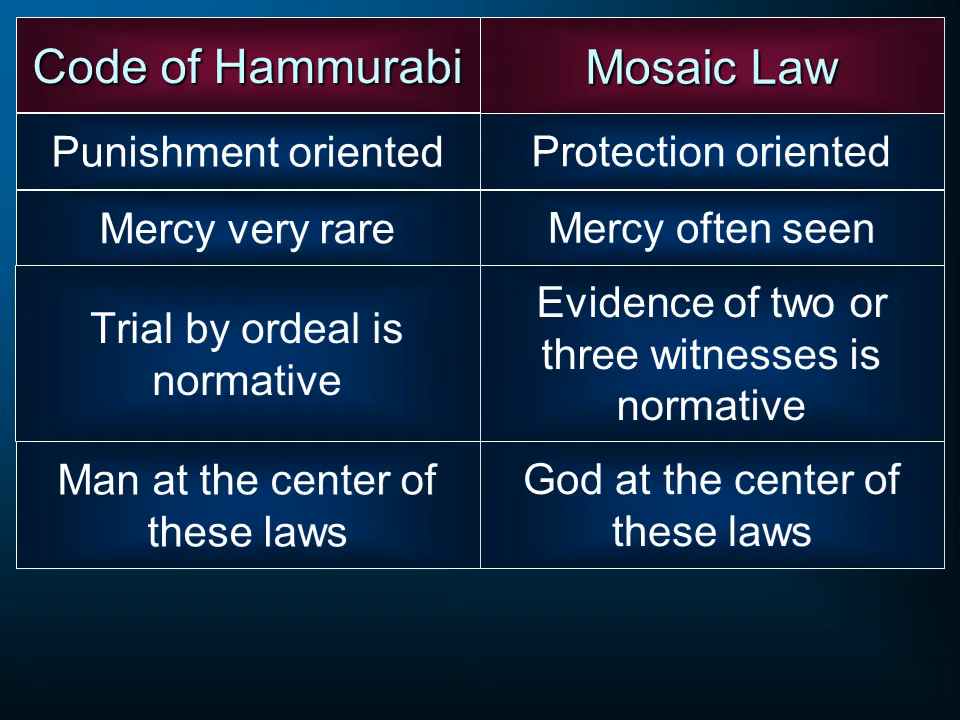 Code of Hammurabi
Mosaic Law
Punishment oriented
Protection oriented
Mercy very rare
Mercy often seen
Trial by ordeal is
normative
Evidence of two or
three witnesses is
normative
Man at the center of
these laws
God at the center of
these laws